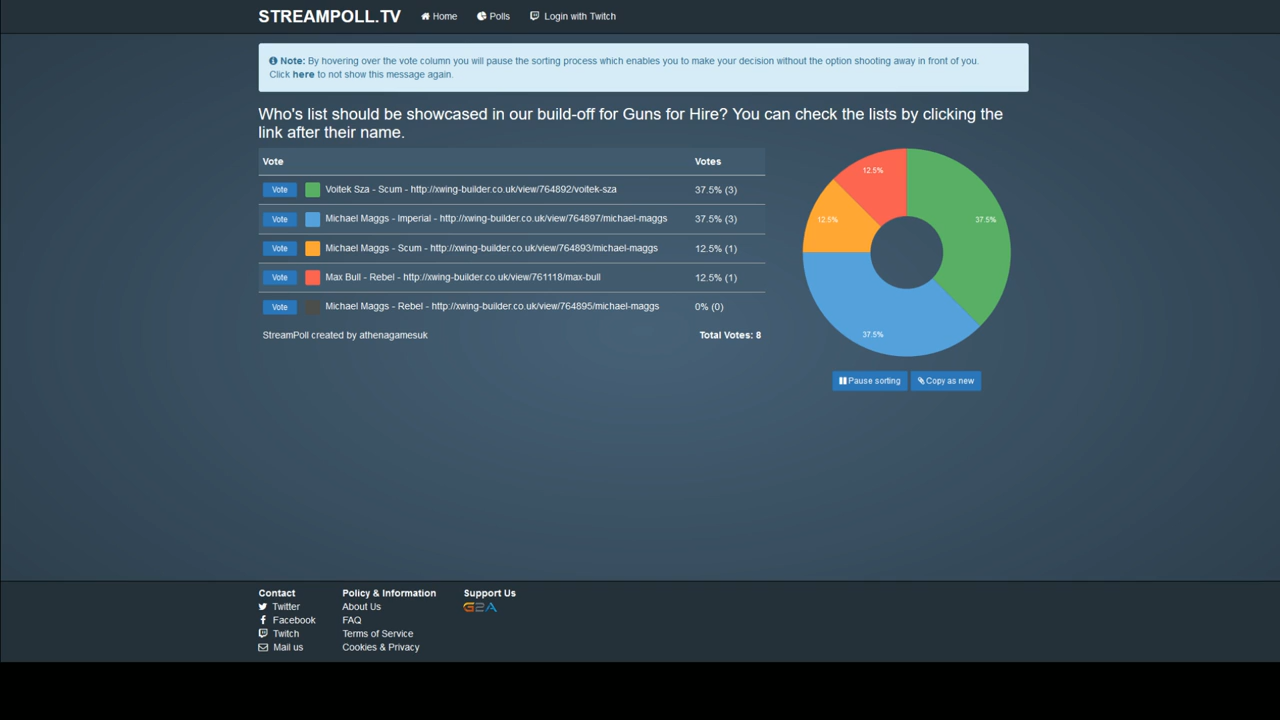 STREAMPOLL.TV Home Polls Login with Twitch
Note: By hovering over the vote column you will pause the sorting process which enables you to make your decision without the option shooting away in front of you.
Click here to not show this message again.
Who's list should be showcased in our build-off for Guns for Hire? You can check the lists by clicking the
link after their name.
Vote Votes
Vote Voitek Sza - Scum - http://xwing-builder.co.uk/view/764892/voitek-sza 37.5% (3)
Vote Michael Maggs - Imperial - http://xwing-builder.co.uk/view/764897/michael-maggs 37.5% (3)
Vote Michael Maggs - Scum - http://xwing-builder.co.uk/view/764893/michael-maggs 12.5% (1)
Vote Max Bull - Rebel - http://xwing-builder.co.uk/view/761118/max-bull 12.5% (1)
Vote Michael Maggs - Rebel - http://xwing-builder.co.uk/view/764895/michael-maggs 0% (0)
StreamPoll created by athenagamesuk Total Votes: 8
12.5%
37.5%
12.5%
37.5%
Pause sorting Copy as new
Contact Policy & Information Support Us
Twitter About Us G2A
Facebook FAQ
Twitch Terms of Service
Mail us Cookies & Privacy